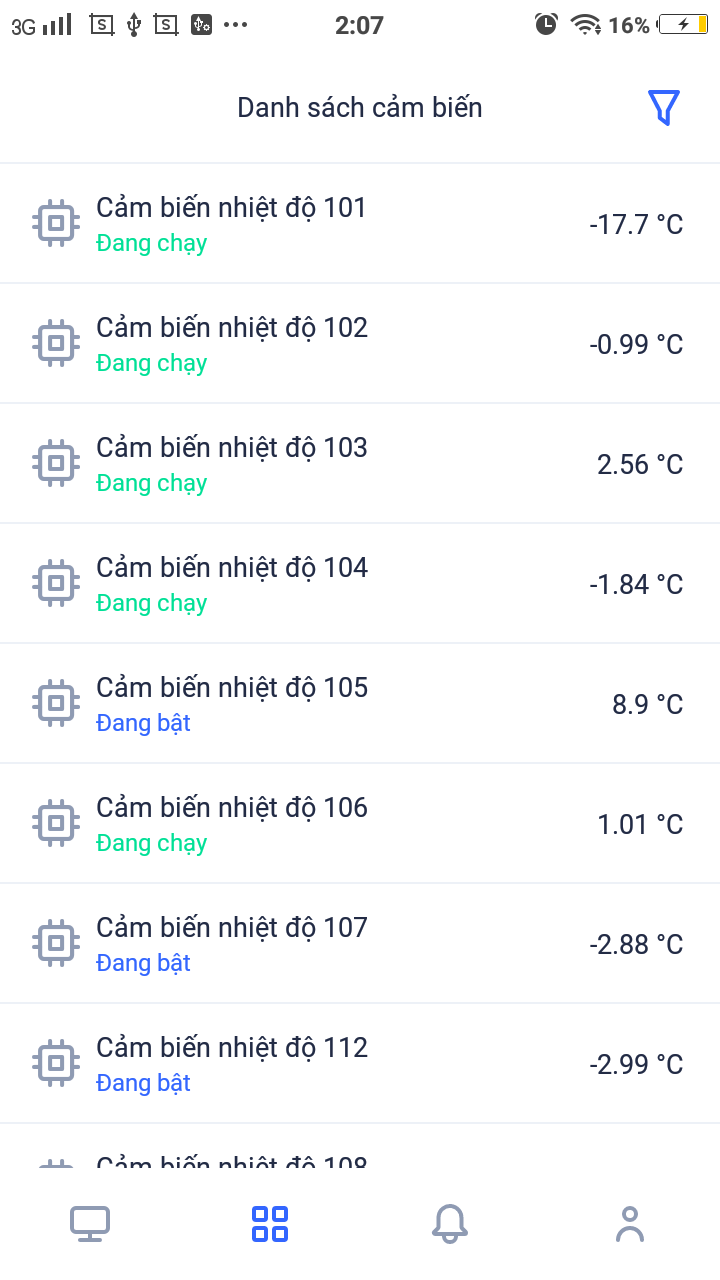 3G 2:07 16%
Danh sách cảm biến
Cảm biến nhiệt độ 101
Đang chạy
-17.7 °C
Cảm biến nhiệt độ 102
Đang chạy
-0.99 °C
Cảm biến nhiệt độ 103
Đang chạy
2.56 °C
Cảm biến nhiệt độ 104
Đang chạy
-1.84 °C
Cảm biến nhiệt độ 105
Đang bật
8.9 °C
Cảm biến nhiệt độ 106
Đang chạy
1.01 °C
Cảm biến nhiệt độ 107
Đang bật
-2.88 °C
Cảm biến nhiệt độ 112
Đang bật
-2.99 °C
Cảm biến nhiệt độ 108